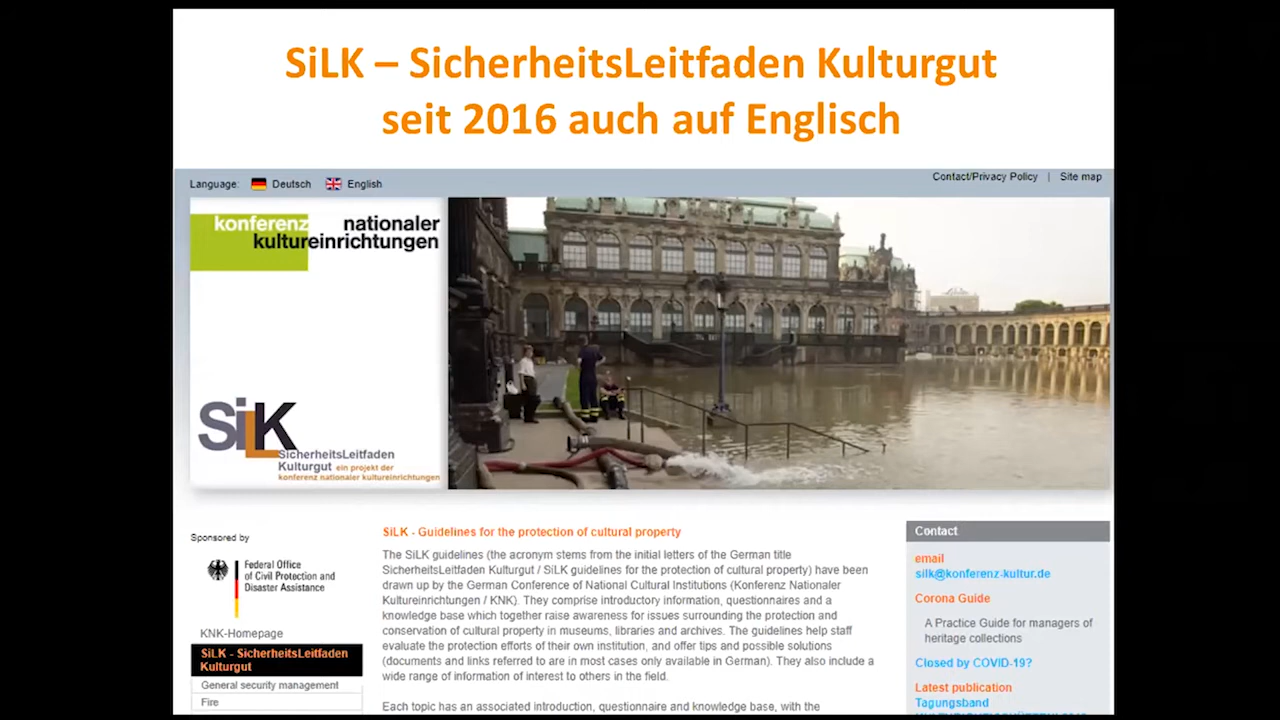 SiLK – SicherheitsLeitfaden Kulturgut
seit 2016 auch auf Englisch
Language: Deutsch English
Contact/Privacy Policy | Site map
konferenz nationaler
kultureinrichtungen
SiLK
SicherheitsLeitfaden
Kulturgut ein projekt der
konferenz nationaler kultureinrichtungen
Sponsored by
Federal Office
of Civil Protection and
Disaster Assistance
KNK-Homepage
SiLK - SicherheitsLeitfaden
Kulturgut
General security management
Fire
SiLK - Guidelines for the protection of cultural property
The SiLK guidelines (the acronym stems from the initial letters of the German title
SicherheitsLeitfaden Kulturgut / SiLK guidelines for the protection of cultural property) have been
drawn up by the German Conference of National Cultural Institutions (Konferenz Nationaler
Kultureinrichtungen / KNK). They comprise introductory information, questionnaires and a
knowledge base which together raise awareness for issues surrounding the protection and
conservation of cultural property in museums, libraries and archives. The guidelines help staff
evaluate the protection efforts of their own institution, and offer tips and possible solutions
(documents and links referred to are in most cases only available in German). They also include a
wide range of information of interest to others in the field.
Each topic has an associated introduction, questionnaire and knowledge base, with the
Contact
email
silk@konferenz-kultur.de
Corona Guide
A Practice Guide for managers of
heritage collections
Closed by COVID-19?
Latest publication
Tagungsband